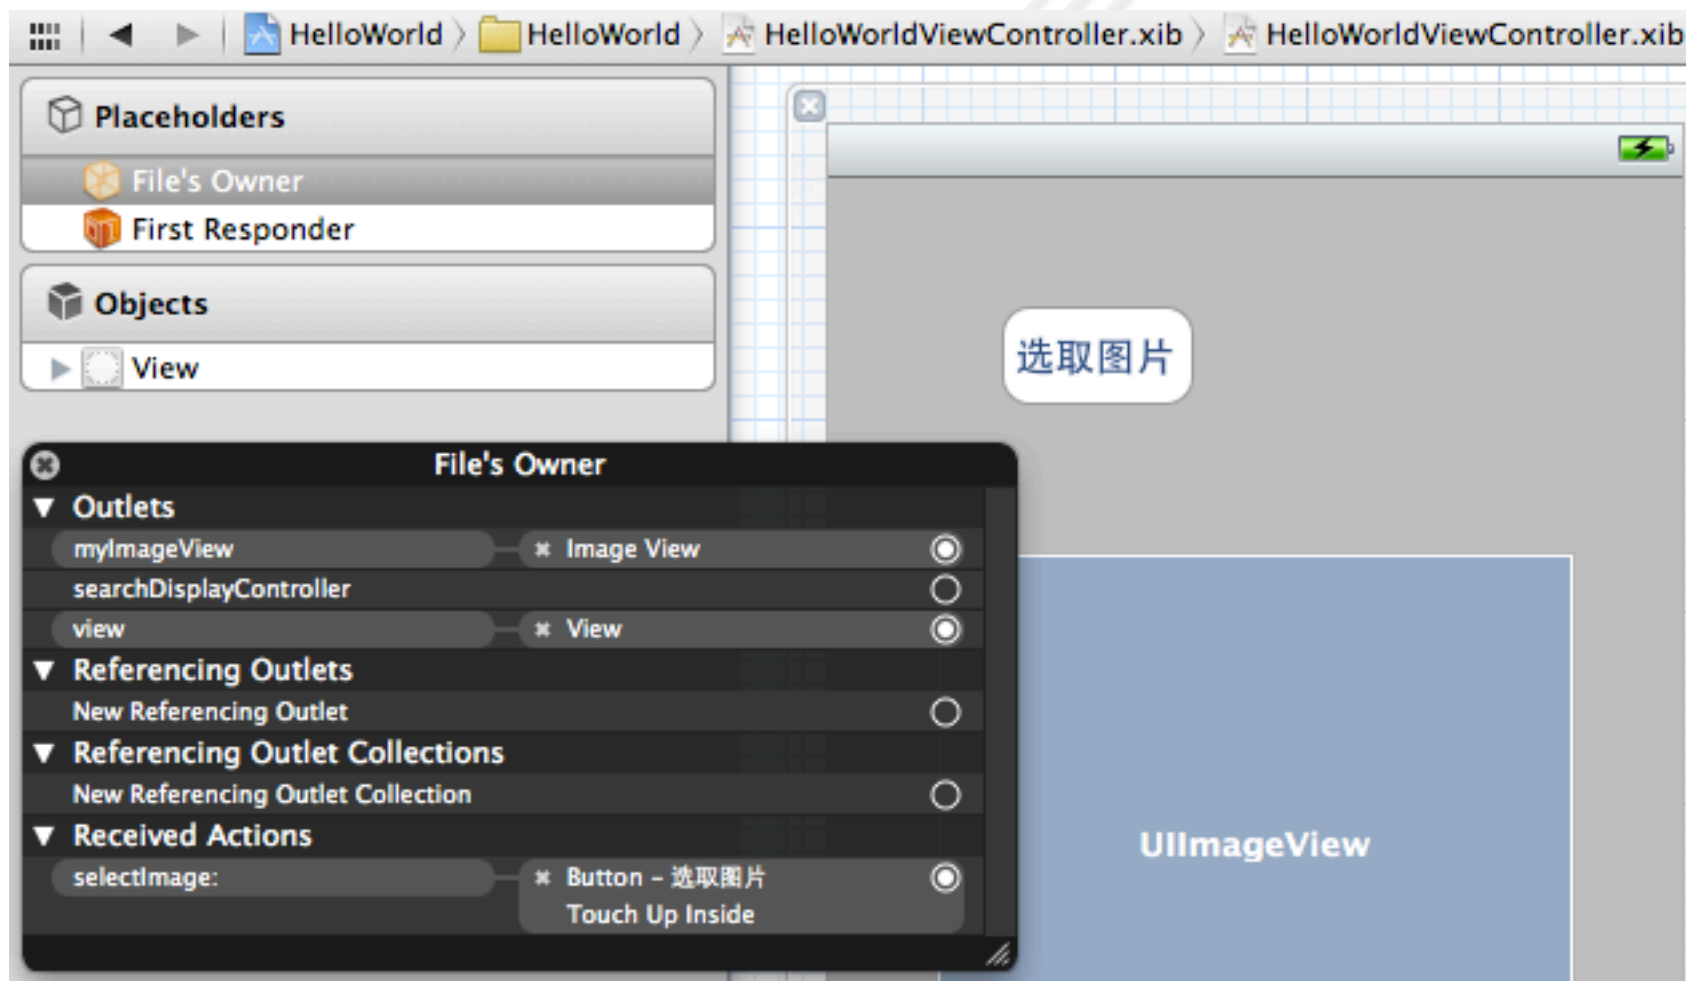 HelloWorld HelloWorld HelloWorldViewController.xib HelloWorldViewController.xib
Placeholders
File's Owner
First Responder
Objects
View
选取图片
File's Owner
Outlets
myImageView Image View
searchDisplayController
view View
Referencing Outlets
New Referencing Outlet
Referencing Outlet Collections
New Referencing Outlet Collection
Received Actions
selectImage: Button – 选取图片
Touch Up Inside
UIImageView